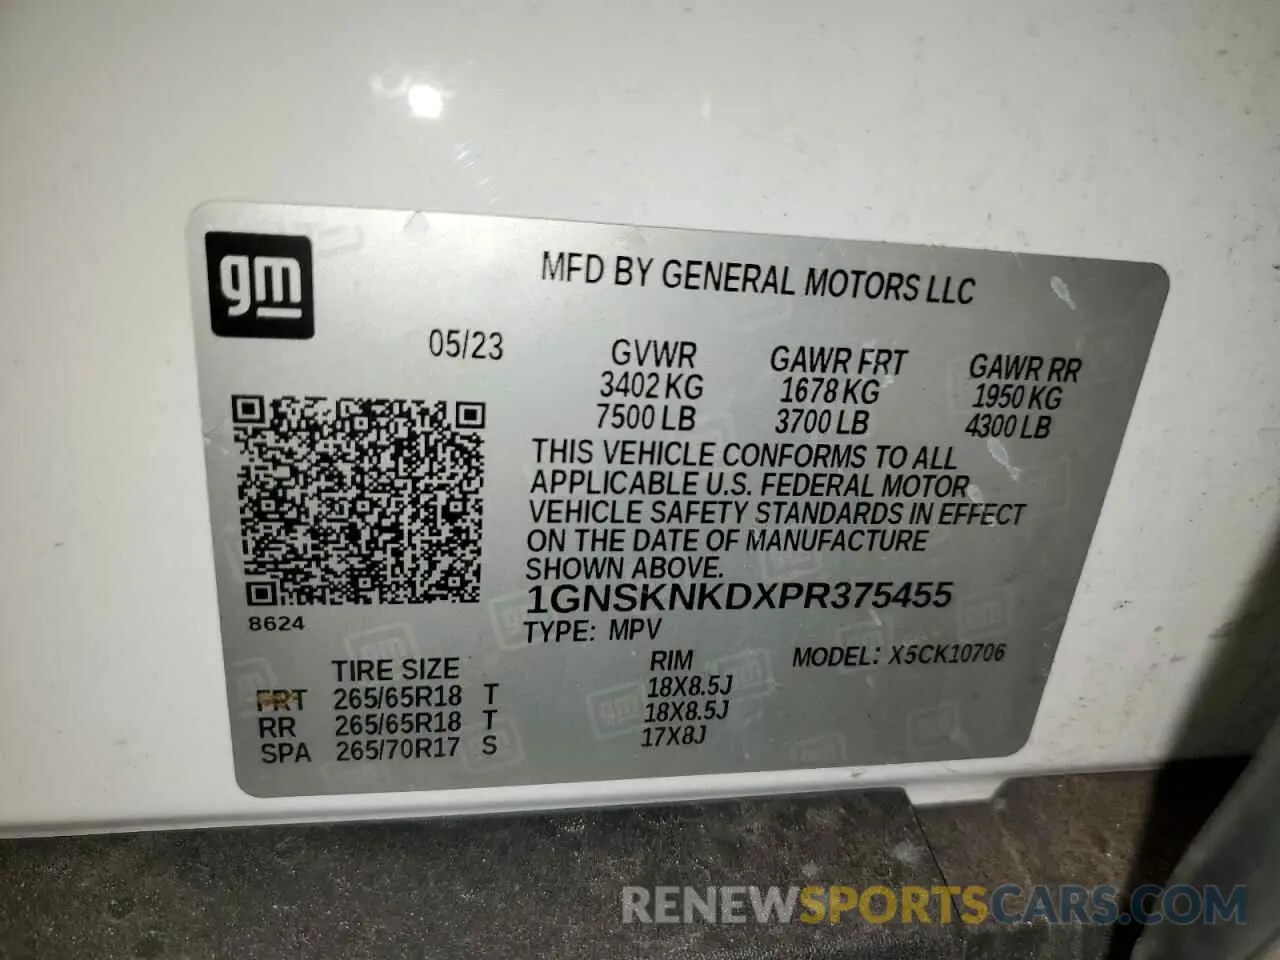 gm
MFD BY GENERAL MOTORS LLC
05/23
GVWR GAWR FRT GAWR RR
3402 KG 1678 KG 1950 KG
7500 LB 3700 LB 4300 LB
THIS VEHICLE CONFORMS TO ALL
APPLICABLE U.S. FEDERAL MOTOR
VEHICLE SAFETY STANDARDS IN EFFECT
ON THE DATE OF MANUFACTURE
SHOWN ABOVE.
1GNSKNKDXPR375455
8624
TYPE: MPV
MODEL: X5CK10706
TIRE SIZE RIM
FRT 265/65R18 T 18X8.5J
RR 265/65R18 T 18X8.5J
SPA 265/70R17 S 17X8J
RENEWSPORTSCARS.COM